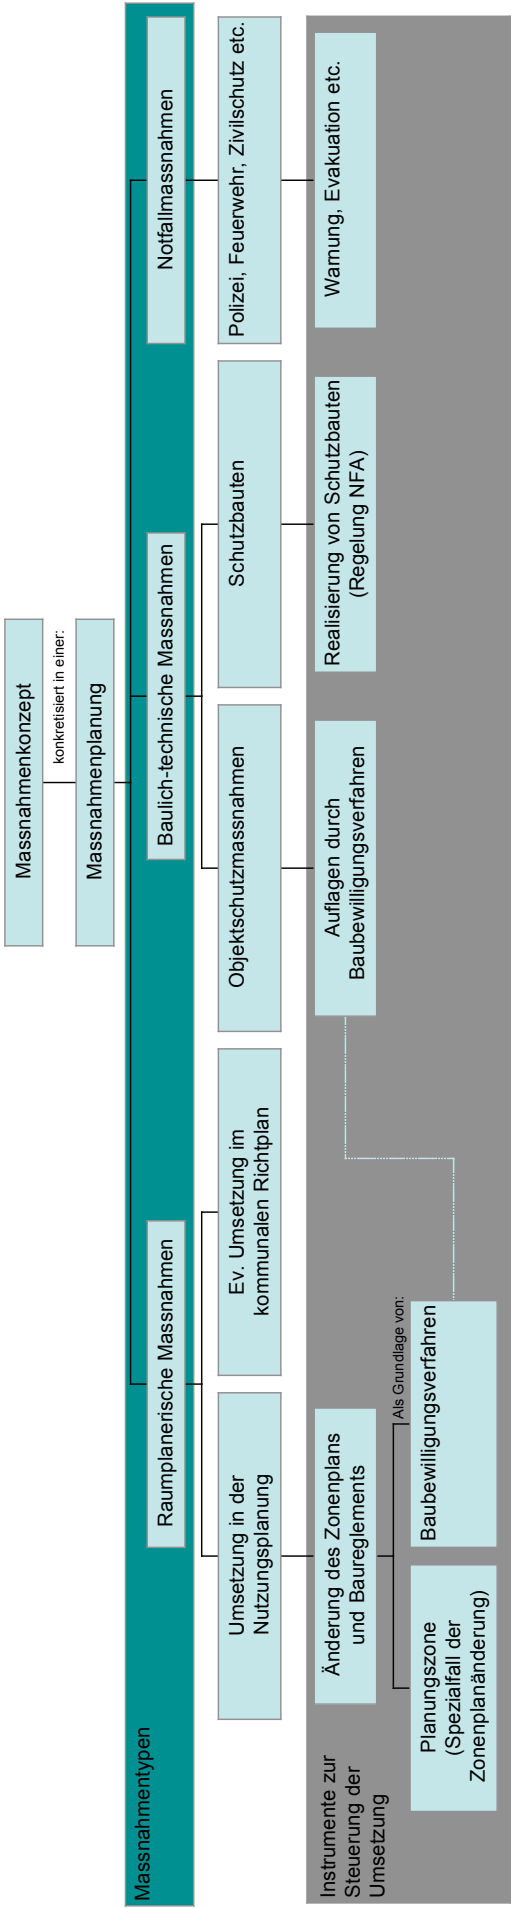 Massnahmenkonzept
konkretisiert in einer:
Massnahmenplanung
Massnahmentypen
Raumplanerische Massnahmen
Baulich-technische Massnahmen
Notfallmassnahmen
Umsetzung in der
Nutzungsplanung
Ev. Umsetzung im
kommunalen Richtplan
Objektschutzmassnahmen
Schutzbauten
Polizei, Feuerwehr, Zivilschutz etc.
Instrumente zur
Steuerung der
Umsetzung
Änderung des Zonenplans
und Baureglements
Auflagen durch
Baubewilligungsverfahren
Realisierung von Schutzbauten
(Regelung NFA)
Warnung, Evakuation etc.
Als Grundlage von:
Planungszone
(Spezialfall der
Zonenplanänderung)
Baubewilligungsverfahren